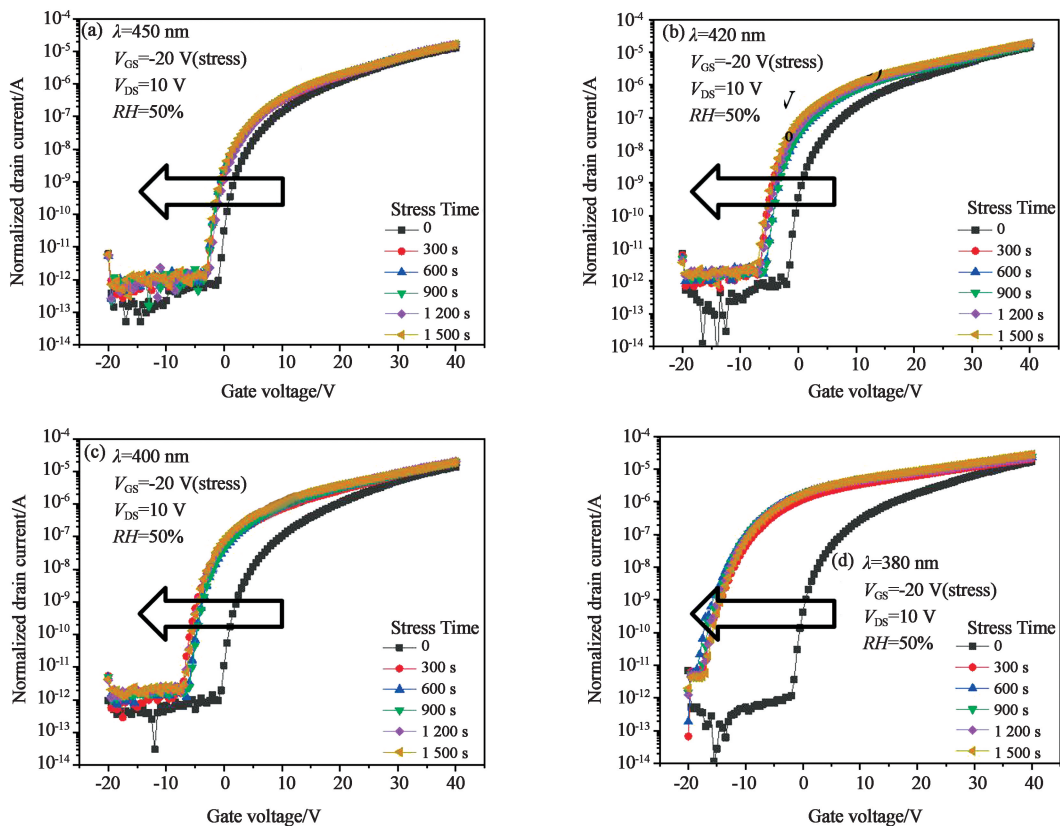 (a) λ=450 nm
V_GS=-20 V(stress)
V_DS=10 V
RH=50%
Normalized drain current/A
10^-4
10^-5
10^-6
10^-7
10^-8
10^-9
10^-10
10^-11
10^-12
10^-13
10^-14
Stress Time
0
300 s
600 s
900 s
1 200 s
1 500 s
-20 -10 0 10 20 30 40
Gate voltage/V
(b) λ=420 nm
V_GS=-20 V(stress)
V_DS=10 V
RH=50%
Normalized drain current/A
10^-4
10^-5
10^-6
10^-7
10^-8
10^-9
10^-10
10^-11
10^-12
10^-13
10^-14
Stress Time
0
300 s
600 s
900 s
1 200 s
1 500 s
-20 -10 0 10 20 30 40
Gate voltage/V
(c) λ=400 nm
V_GS=-20 V(stress)
V_DS=10 V
RH=50%
Normalized drain current/A
10^-4
10^-5
10^-6
10^-7
10^-8
10^-9
10^-10
10^-11
10^-12
10^-13
10^-14
Stress Time
0
300 s
600 s
900 s
1 200 s
1 500 s
-20 -10 0 10 20 30 40
Gate voltage/V
(d) λ=380 nm
V_GS=-20 V(stress)
V_DS=10 V
RH=50%
Normalized drain current/A
10^-4
10^-5
10^-6
10^-7
10^-8
10^-9
10^-10
10^-11
10^-12
10^-13
10^-14
Stress Time
0
300 s
600 s
900 s
1 200 s
1 500 s
-20 -10 0 10 20 30 40
Gate voltage/V